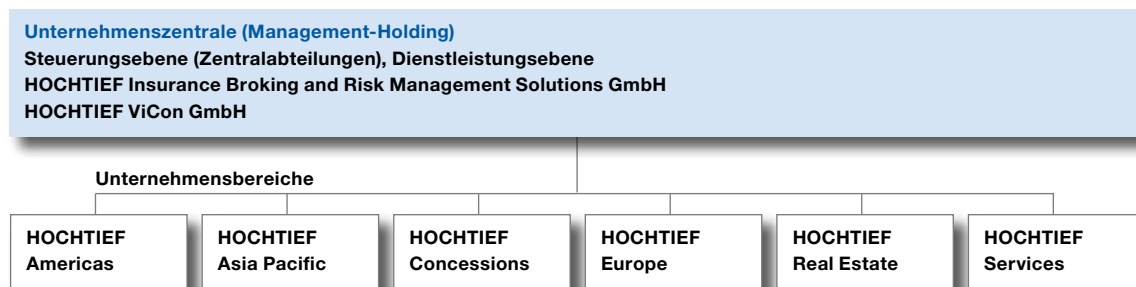 Unternehmenszentrale (Management-Holding)
Steuerungsebene (Zentralabteilungen), Dienstleistungsebene
HOCHTIEF Insurance Broking and Risk Management Solutions GmbH
HOCHTIEF ViCon GmbH
Unternehmensbereiche
HOCHTIEF
Americas
HOCHTIEF
Asia Pacific
HOCHTIEF
Concessions
HOCHTIEF
Europe
HOCHTIEF
Real Estate
HOCHTIEF
Services